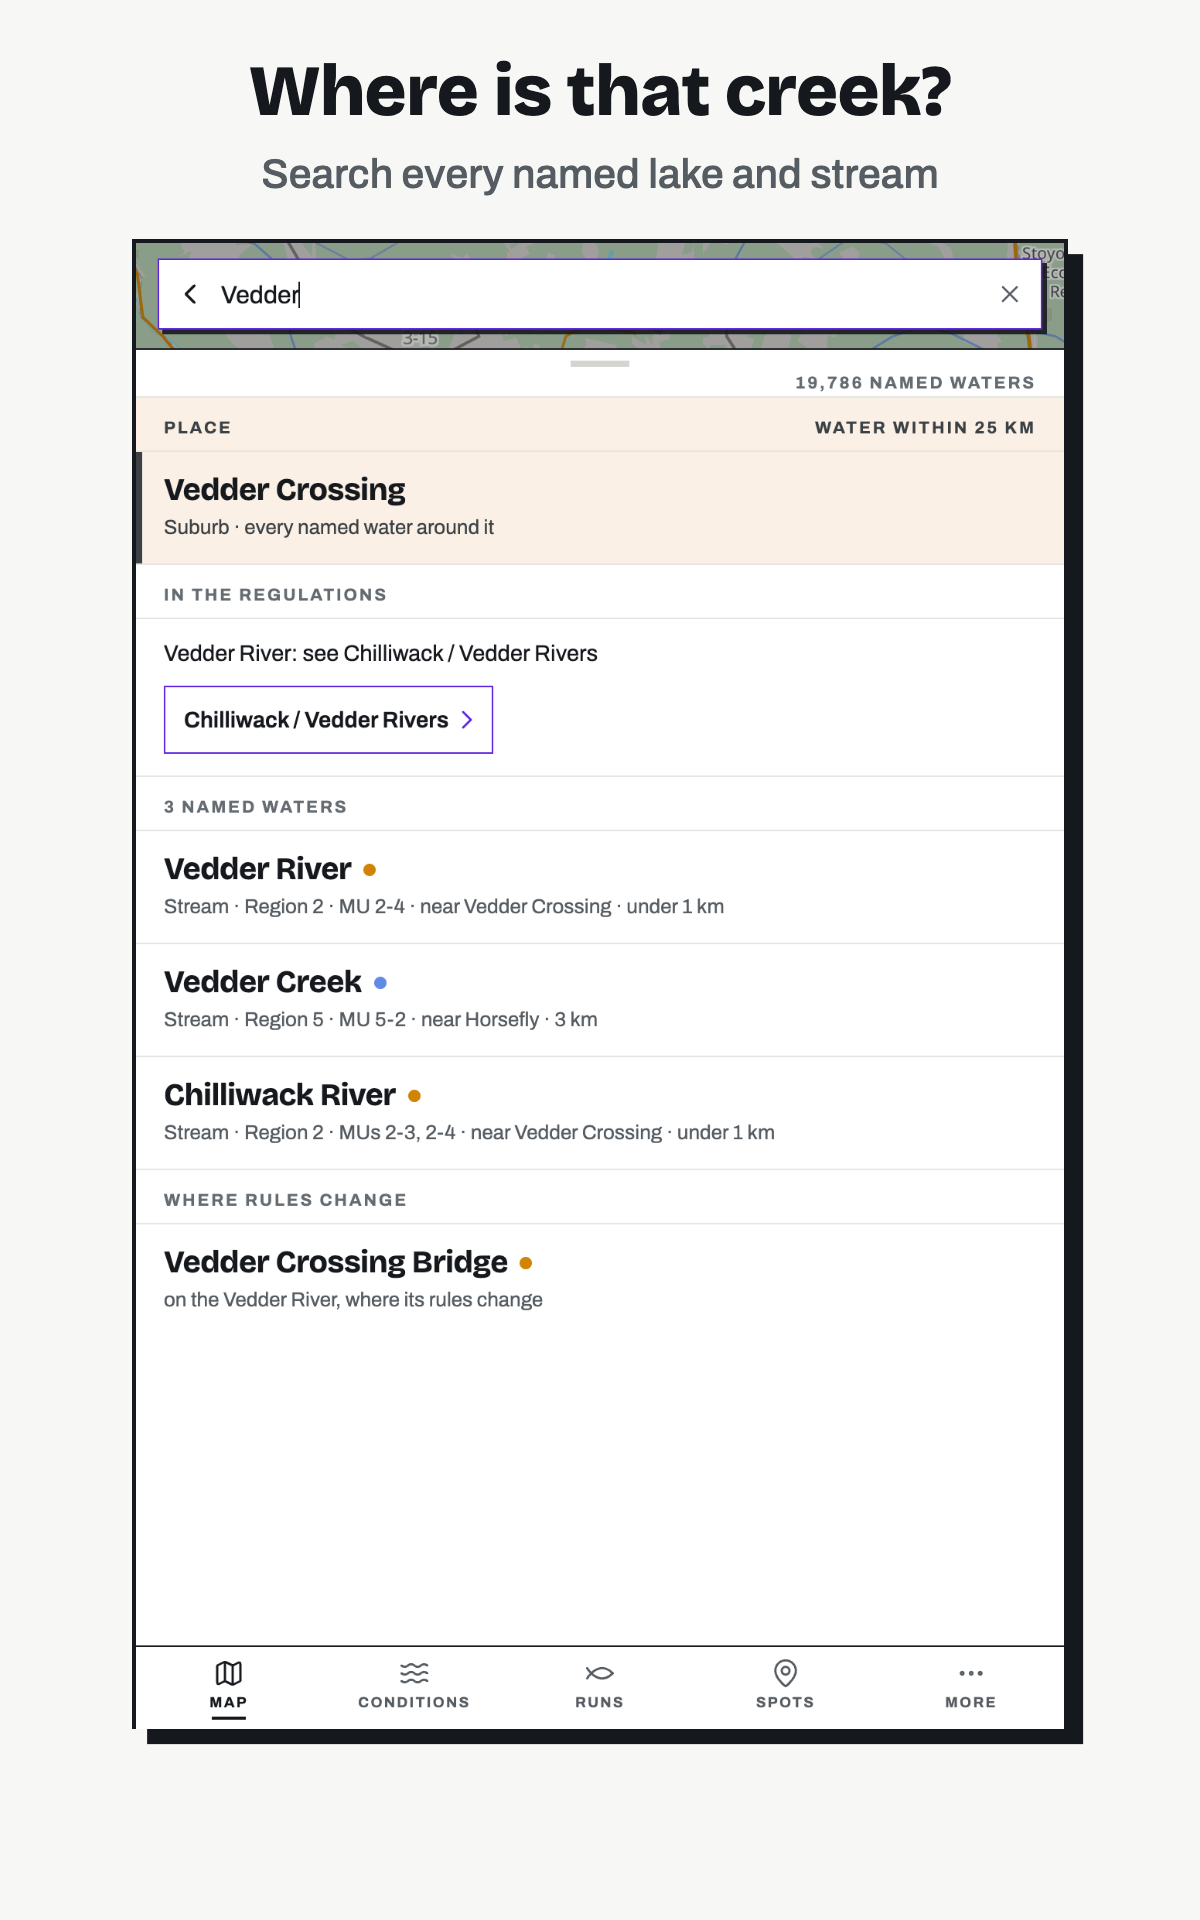 Where is that creek?
Search every named lake and stream
Stoyo
Eco
Re
Vedder
3-15
19,786 NAMED WATERS
PLACE
WATER WITHIN 25 KM
Vedder Crossing
Suburb · every named water around it
IN THE REGULATIONS
Vedder River: see Chilliwack / Vedder Rivers
Chilliwack / Vedder Rivers
3 NAMED WATERS
Vedder River
Stream · Region 2 · MU 2-4 · near Vedder Crossing · under 1 km
Vedder Creek
Stream · Region 5 · MU 5-2 · near Horsefly · 3 km
Chilliwack River
Stream · Region 2 · MUs 2-3, 2-4 · near Vedder Crossing · under 1 km
WHERE RULES CHANGE
Vedder Crossing Bridge
on the Vedder River, where its rules change
MAP
CONDITIONS
RUNS
SPOTS
MORE